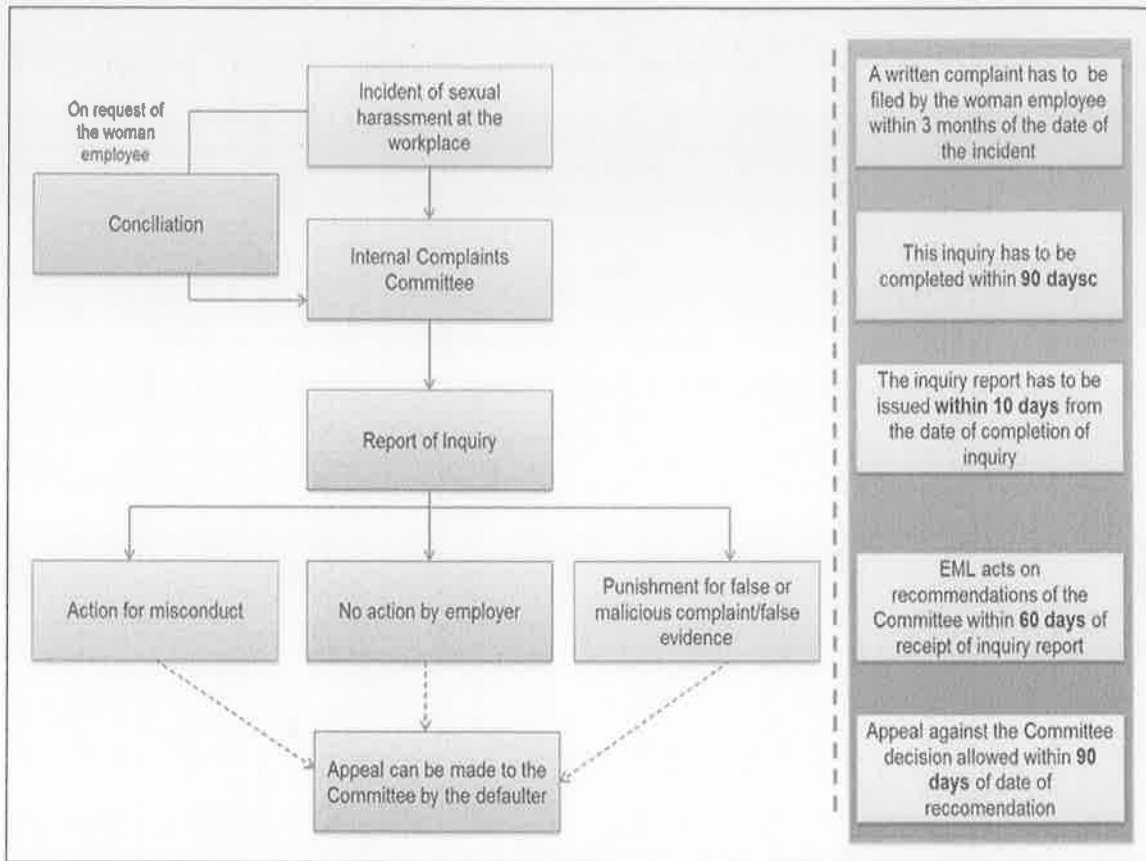 On request of
the woman
employee
Incident of sexual
harassment at the
workplace
Conciliation
Internal Complaints
Committee
Report of Inquiry
Action for misconduct
No action by employer
Punishment for false or
malicious complaint/false
evidence
Appeal can be made to the
Committee by the defaulter
A written complaint has to be
filed by the woman employee
within 3 months of the date of
the incident
This inquiry has to be
completed within 90 daysc
The inquiry report has to be
issued within 10 days from
the date of completion of
inquiry
EML acts on
recommendations of the
Committee within 60 days of
receipt of inquiry report
Appeal against the Committee
decision allowed within 90
days of date of
reccomendation